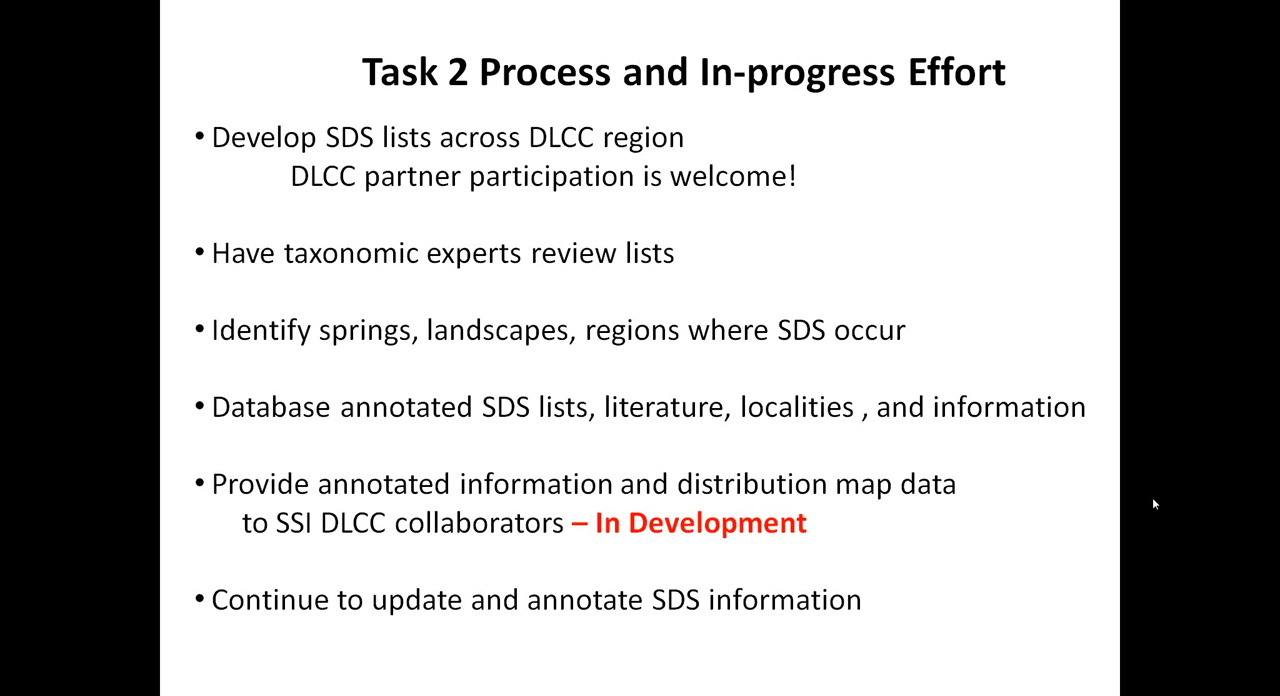 Task 2 Process and In-progress Effort
• Develop SDS lists across DLCC region
DLCC partner participation is welcome!
• Have taxonomic experts review lists
• Identify springs, landscapes, regions where SDS occur
• Database annotated SDS lists, literature, localities , and information
• Provide annotated information and distribution map data
to SSI DLCC collaborators – In Development
• Continue to update and annotate SDS information